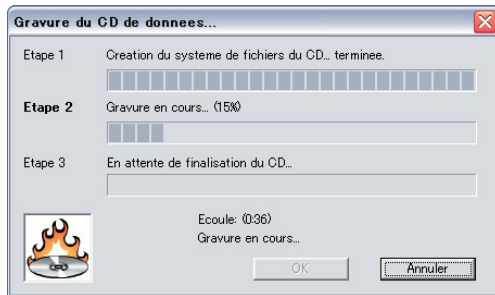 Gravure du CD de donnees...
Etape 1 Creation du systeme de fichiers du CD... terminee.
Etape 2 Gravure en cours... (15%)
Etape 3 En attente de finalisation du CD...
Ecoule: (0:36)
Gravure en cours...
OK Annuler